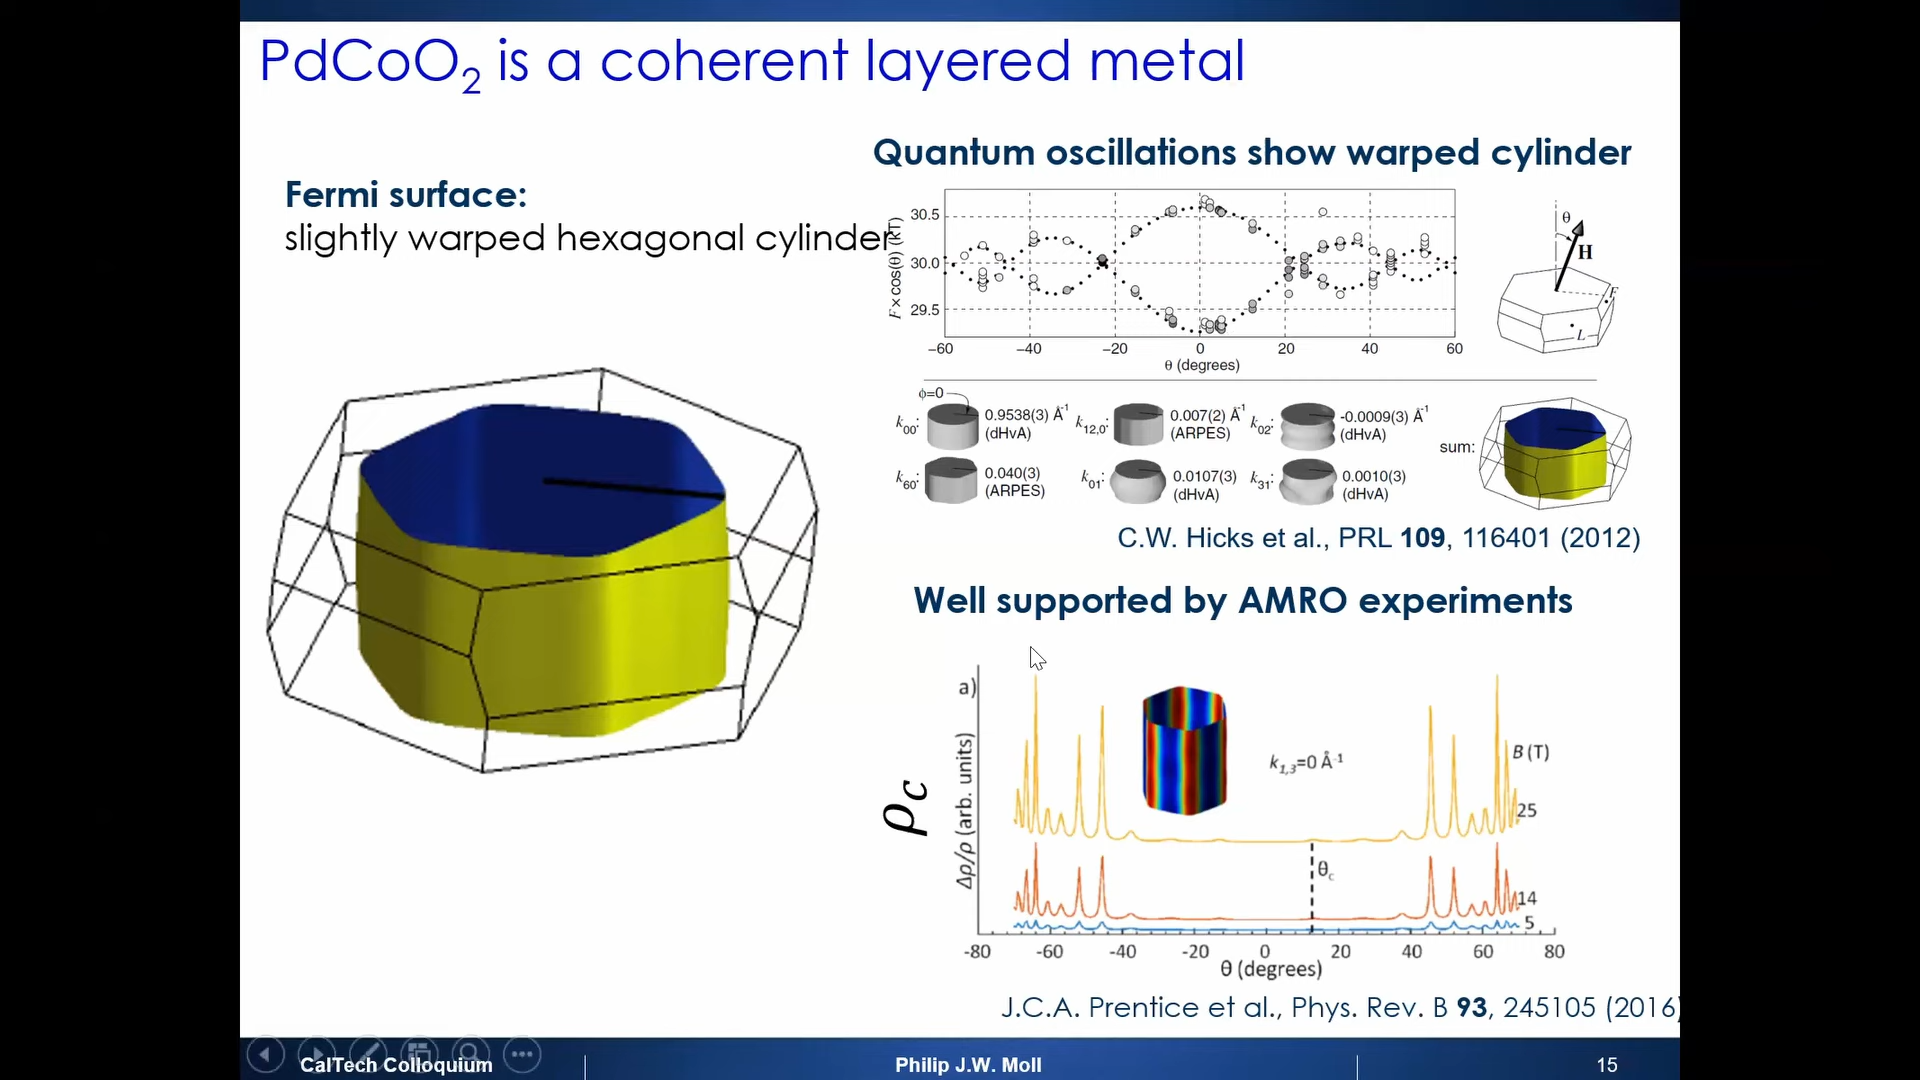 PdCoO2 is a coherent layered metal
Fermi surface:
slightly warped hexagonal cylinder
Quantum oscillations show warped cylinder
F × cos(θ) (kT)
30.5
30.0
29.5
−60 −40 −20 0 20 40 60
θ (degrees)
θ
H
F
L
ϕ=0
k00: 0.9538(3) Å-1 (dHvA)
k12,0: 0.007(2) Å-1 (ARPES)
k02: -0.0009(3) Å-1 (dHvA)
k60: 0.040(3) (ARPES)
k01: 0.0107(3) (dHvA)
k31: 0.0010(3) (dHvA)
sum:
C.W. Hicks et al., PRL 109, 116401 (2012)
Well supported by AMRO experiments
a)
ρc
Δρ/ρ (arb. units)
k1,3=0 Å-1
B (T)
25
θc
14
5
-80 -60 -40 -20 0 20 40 60 80
θ (degrees)
J.C.A. Prentice et al., Phys. Rev. B 93, 245105 (2016)
CalTech Colloquium
Philip J.W. Moll
15